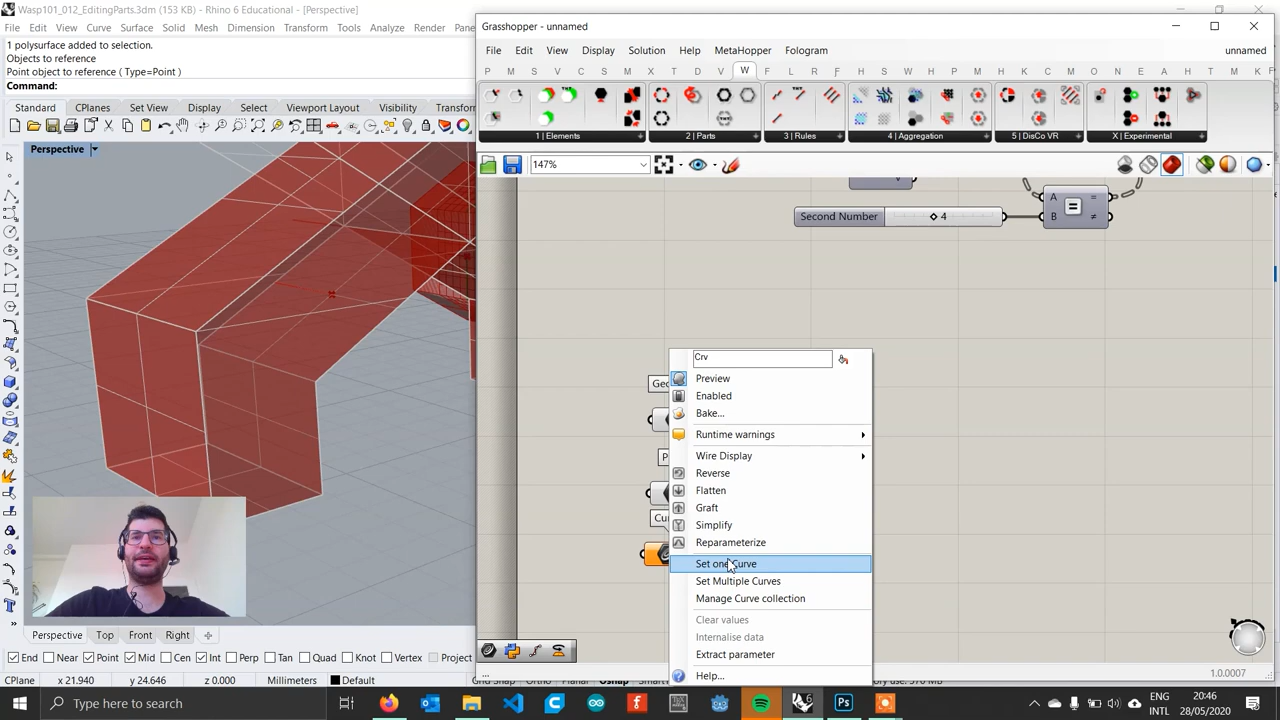 Wasp101_012_EditingParts.3dm (153 KB) - Rhino 6 Educational - [Perspective]
File Edit View Curve Surface Solid Mesh Dimension Transform Tools Analyze Rende
1 polysurface added to selection.
Objects to reference
Point object to reference ( Type=Point )
Command:
Standard CPlanes Set View Display Select Viewport Layout Visibility Transform
Perspective
Perspective Top Front Right
End Near Point Mid Cen Int Perp Tan Quad Knot Vertex Project
CPlane x 21.940 y 24.646 z 0.000 Millimeters Default
Grasshopper - unnamed
File Edit View Display Solution Help MetaHopper Fologram unnamed
P M S V C S M X T D V W F L R F H S W K M H K C K M H A H T D M K F
1 | Elements 2 | Parts 3 | Rules 4 | Aggregation 5 | DisCo VR X | Experimental
147%
Second Number 4
A =
B ≠
Crv
Preview
Enabled
Bake...
Runtime warnings
Wire Display
Reverse
Flatten
Graft
Simplify
Reparameterize
Set one Curve
Set Multiple Curves
Manage Curve collection
Clear values
Internalise data
Extract parameter
Help...
Geo
P
Cu
...
1.0.0007
Type here to search
ENG
INTL
20:46
28/05/2020